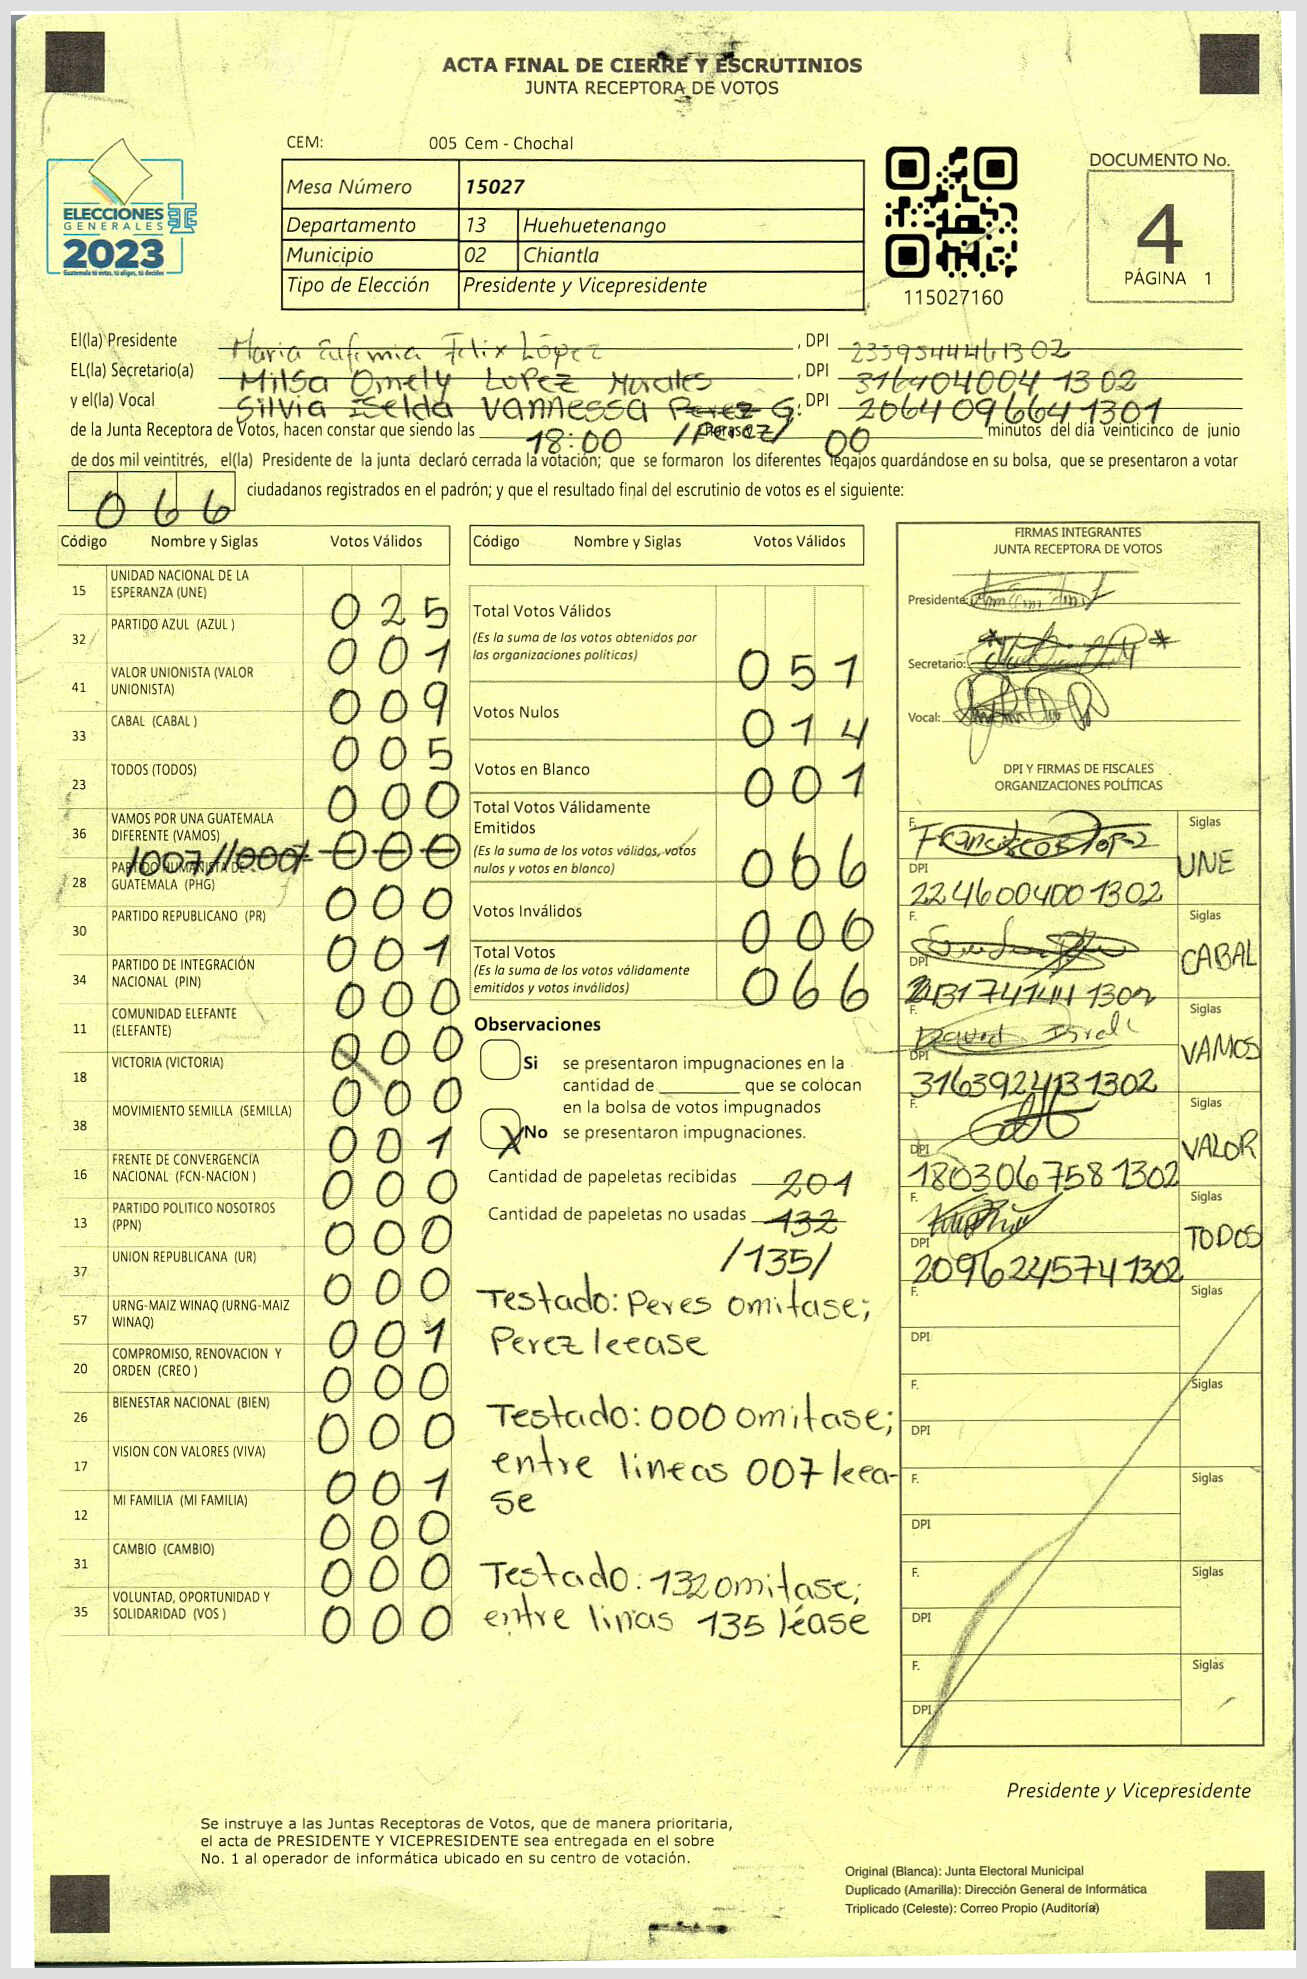 ACTA FINAL DE CIERRE Y ESCRUTINIOS
JUNTA RECEPTORA DE VOTOS
CEM: 005 Cem - Chochal
ELECCIONES
GENERALES
2023
Guatemala tú votas, tú eliges, tú decides
Mesa Número 15027
Departamento 13 Huehuetenango
Municipio 02 Chiantla
Tipo de Elección Presidente y Vicepresidente
115027160
DOCUMENTO No.
4
PÁGINA 1
El(la) Presidente Maria Eufemia Felix López, DPI 2359544461302
EL(la) Secretario(a) Milsa Omely Lopez Morales, DPI 3164040041302
y el(la) Vocal Silvia Iselda Vannessa Perez G., DPI 2064096641301
de la Junta Receptora de Votos, hacen constar que siendo las 18:00 /Perez/ horas 00 minutos del día veinticinco de junio
de dos mil veintitrés, el(la) Presidente de la junta declaró cerrada la votación; que se formaron los diferentes legajos quardándose en su bolsa, que se presentaron a votar
066 ciudadanos registrados en el padrón; y que el resultado final del escrutinio de votos es el siguiente:
Código Nombre y Siglas Votos Válidos
15 UNIDAD NACIONAL DE LA
ESPERANZA (UNE) 025
32 PARTIDO AZUL (AZUL ) 001
41 VALOR UNIONISTA (VALOR
UNIONISTA) 009
33 CABAL (CABAL ) 005
23 TODOS (TODOS) 000
36 VAMOS POR UNA GUATEMALA
DIFERENTE (VAMOS) 000
/007//000/
28 PARTIDO HUMANISTA DE
GUATEMALA (PHG) 000
30 PARTIDO REPUBLICANO (PR) 001
34 PARTIDO DE INTEGRACIÓN
NACIONAL (PIN) 000
11 COMUNIDAD ELEFANTE
(ELEFANTE) 000
18 VICTORIA (VICTORIA) 000
38 MOVIMIENTO SEMILLA (SEMILLA) 001
16 FRENTE DE CONVERGENCIA
NACIONAL (FCN-NACION ) 000
13 PARTIDO POLITICO NOSOTROS
(PPN) 000
37 UNION REPUBLICANA (UR) 000
57 URNG-MAIZ WINAQ (URNG-MAIZ
WINAQ) 001
20 COMPROMISO, RENOVACION Y
ORDEN (CREO ) 000
26 BIENESTAR NACIONAL (BIEN) 000
17 VISION CON VALORES (VIVA) 001
12 MI FAMILIA (MI FAMILIA) 000
31 CAMBIO (CAMBIO) 000
35 VOLUNTAD, OPORTUNIDAD Y
SOLIDARIDAD (VOS ) 000
Código Nombre y Siglas Votos Válidos
Total Votos Válidos
(Es la suma de los votos obtenidos por
las organizaciones políticas) 051
Votos Nulos 014
Votos en Blanco 001
Total Votos Válidamente
Emitidos
(Es la suma de los votos válidos, votos
nulos y votos en blanco) 066
Votos Inválidos 000
Total Votos
(Es la suma de los votos válidamente
emitidos y votos inválidos) 066
Observaciones
Si se presentaron impugnaciones en la
cantidad de ________ que se colocan
en la bolsa de votos impugnados
X No se presentaron impugnaciones.
Cantidad de papeletas recibidas 201
Cantidad de papeletas no usadas 132
/135/
Testado: Peres omitase;
Perez leease
Testado: 000 omitase;
entre lineas 007 leea-
se
Testado: 132 omitase;
entre linias 135 léase
FIRMAS INTEGRANTES
JUNTA RECEPTORA DE VOTOS
Presidente:
Secretario:
Vocal:
DPI Y FIRMAS DE FISCALES
ORGANIZACIONES POLÍTICAS
F. Siglas
UNE
DPI
2246004001302
F. Siglas
CABAL
DPI
F. Siglas
David
VAMOS
DPI
3163924131302
F. Siglas
VALOR
DPI
1803067581302
F. Siglas
TODOS
DPI
2096245741302
F. Siglas
DPI
F. Siglas
DPI
F. Siglas
DPI
F. Siglas
DPI
F. Siglas
DPI
Presidente y Vicepresidente
Se instruye a las Juntas Receptoras de Votos, que de manera prioritaria,
el acta de PRESIDENTE Y VICEPRESIDENTE sea entregada en el sobre
No. 1 al operador de informática ubicado en su centro de votación.
Original (Blanca): Junta Electoral Municipal
Duplicado (Amarilla): Dirección General de Informática
Triplicado (Celeste): Correo Propio (Auditoría)